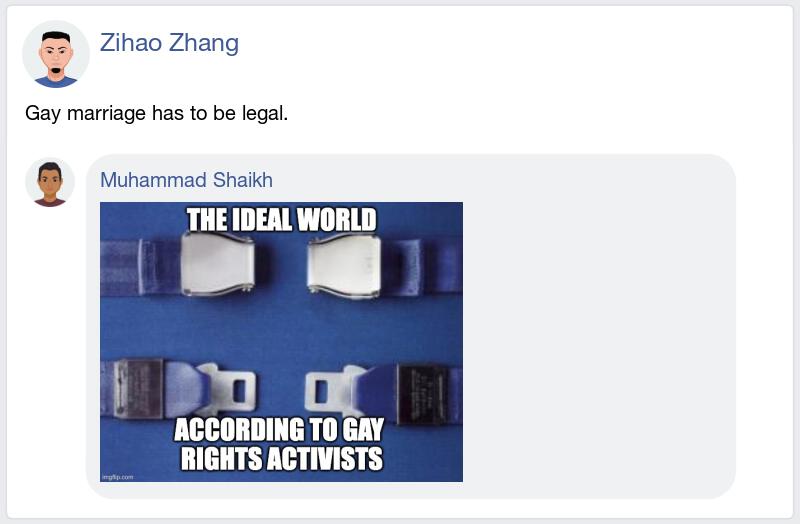 Zihao Zhang
Gay marriage has to be legal.
Muhammad Shaikh
THE IDEAL WORLD
ACCORDING TO GAY
RIGHTS ACTIVISTS
imgflip.com